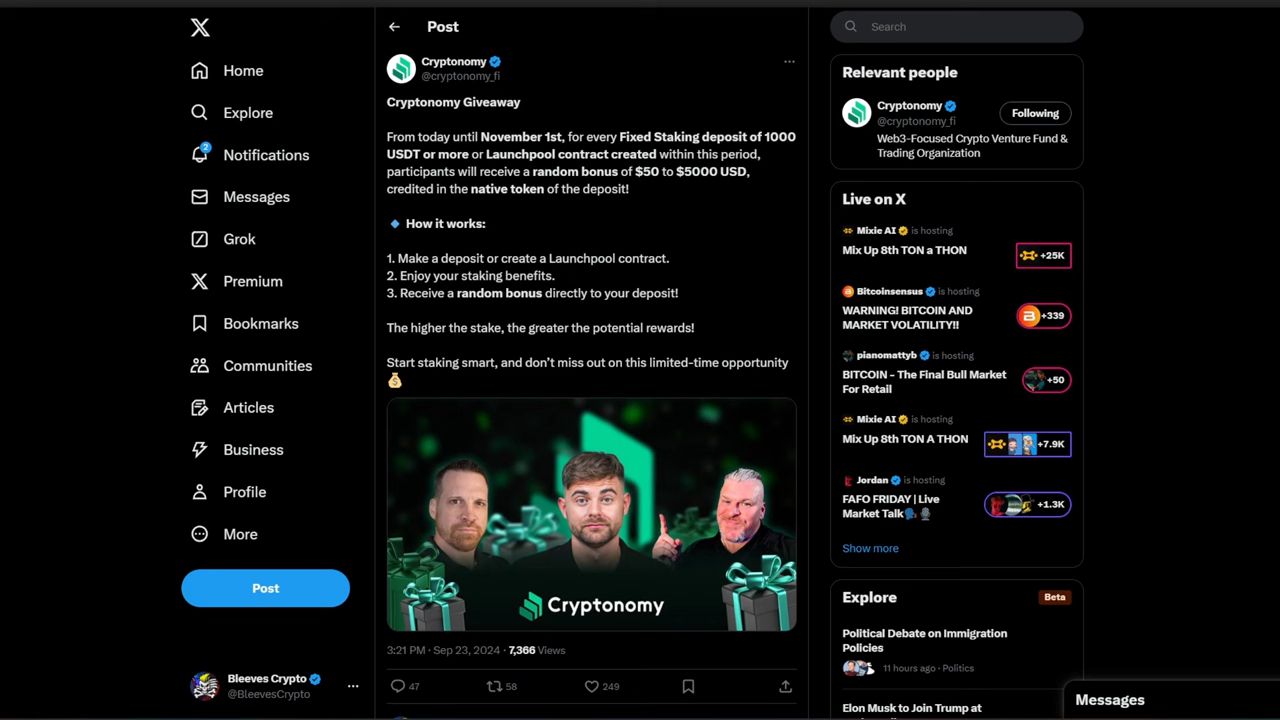 Home
Explore
2
Notifications
Messages
Grok
Premium
Bookmarks
Communities
Articles
Business
Profile
More
Post
Bleeves Crypto
@BleevesCrypto
Post
Cryptonomy
@cryptonomy_fi
Cryptonomy Giveaway
From today until November 1st, for every Fixed Staking deposit of 1000
USDT or more or Launchpool contract created within this period,
participants will receive a random bonus of $50 to $5000 USD,
credited in the native token of the deposit!
How it works:
1. Make a deposit or create a Launchpool contract.
2. Enjoy your staking benefits.
3. Receive a random bonus directly to your deposit!
The higher the stake, the greater the potential rewards!
Start staking smart, and don’t miss out on this limited-time opportunity
Cryptonomy
3:21 PM · Sep 23, 2024 · 7,366 Views
47
58
249
Search
Relevant people
Cryptonomy
@cryptonomy_fi
Following
Web3-Focused Crypto Venture Fund &
Trading Organization
Live on X
Mixie AI is hosting
Mix Up 8th TON a THON
+25K
Bitcoinsensus is hosting
WARNING! BITCOIN AND
MARKET VOLATILITY!!
+339
pianomattyb is hosting
BITCOIN - The Final Bull Market
For Retail
+50
Mixie AI is hosting
Mix Up 8th TON A THON
+7.9K
Jordan is hosting
FAFO FRIDAY | Live
Market Talk
+1.3K
Show more
Explore
Beta
Political Debate on Immigration
Policies
11 hours ago · Politics
Elon Musk to Join Trump at
Messages